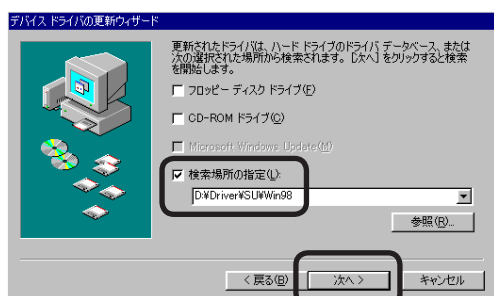 デバイス ドライバの更新ウィザード
更新されたドライバは、ハード ドライブのドライバ データベース、または
次の選択された場所から検索されます。[次へ] をクリックすると検索
を開始します。
フロッピー ディスク ドライブ(F)
CD-ROM ドライブ(C)
Microsoft Windows Update(M)
検索場所の指定(L):
D:¥Driver¥SU¥Win98
参照(R)...
< 戻る(B)
次へ >
キャンセル